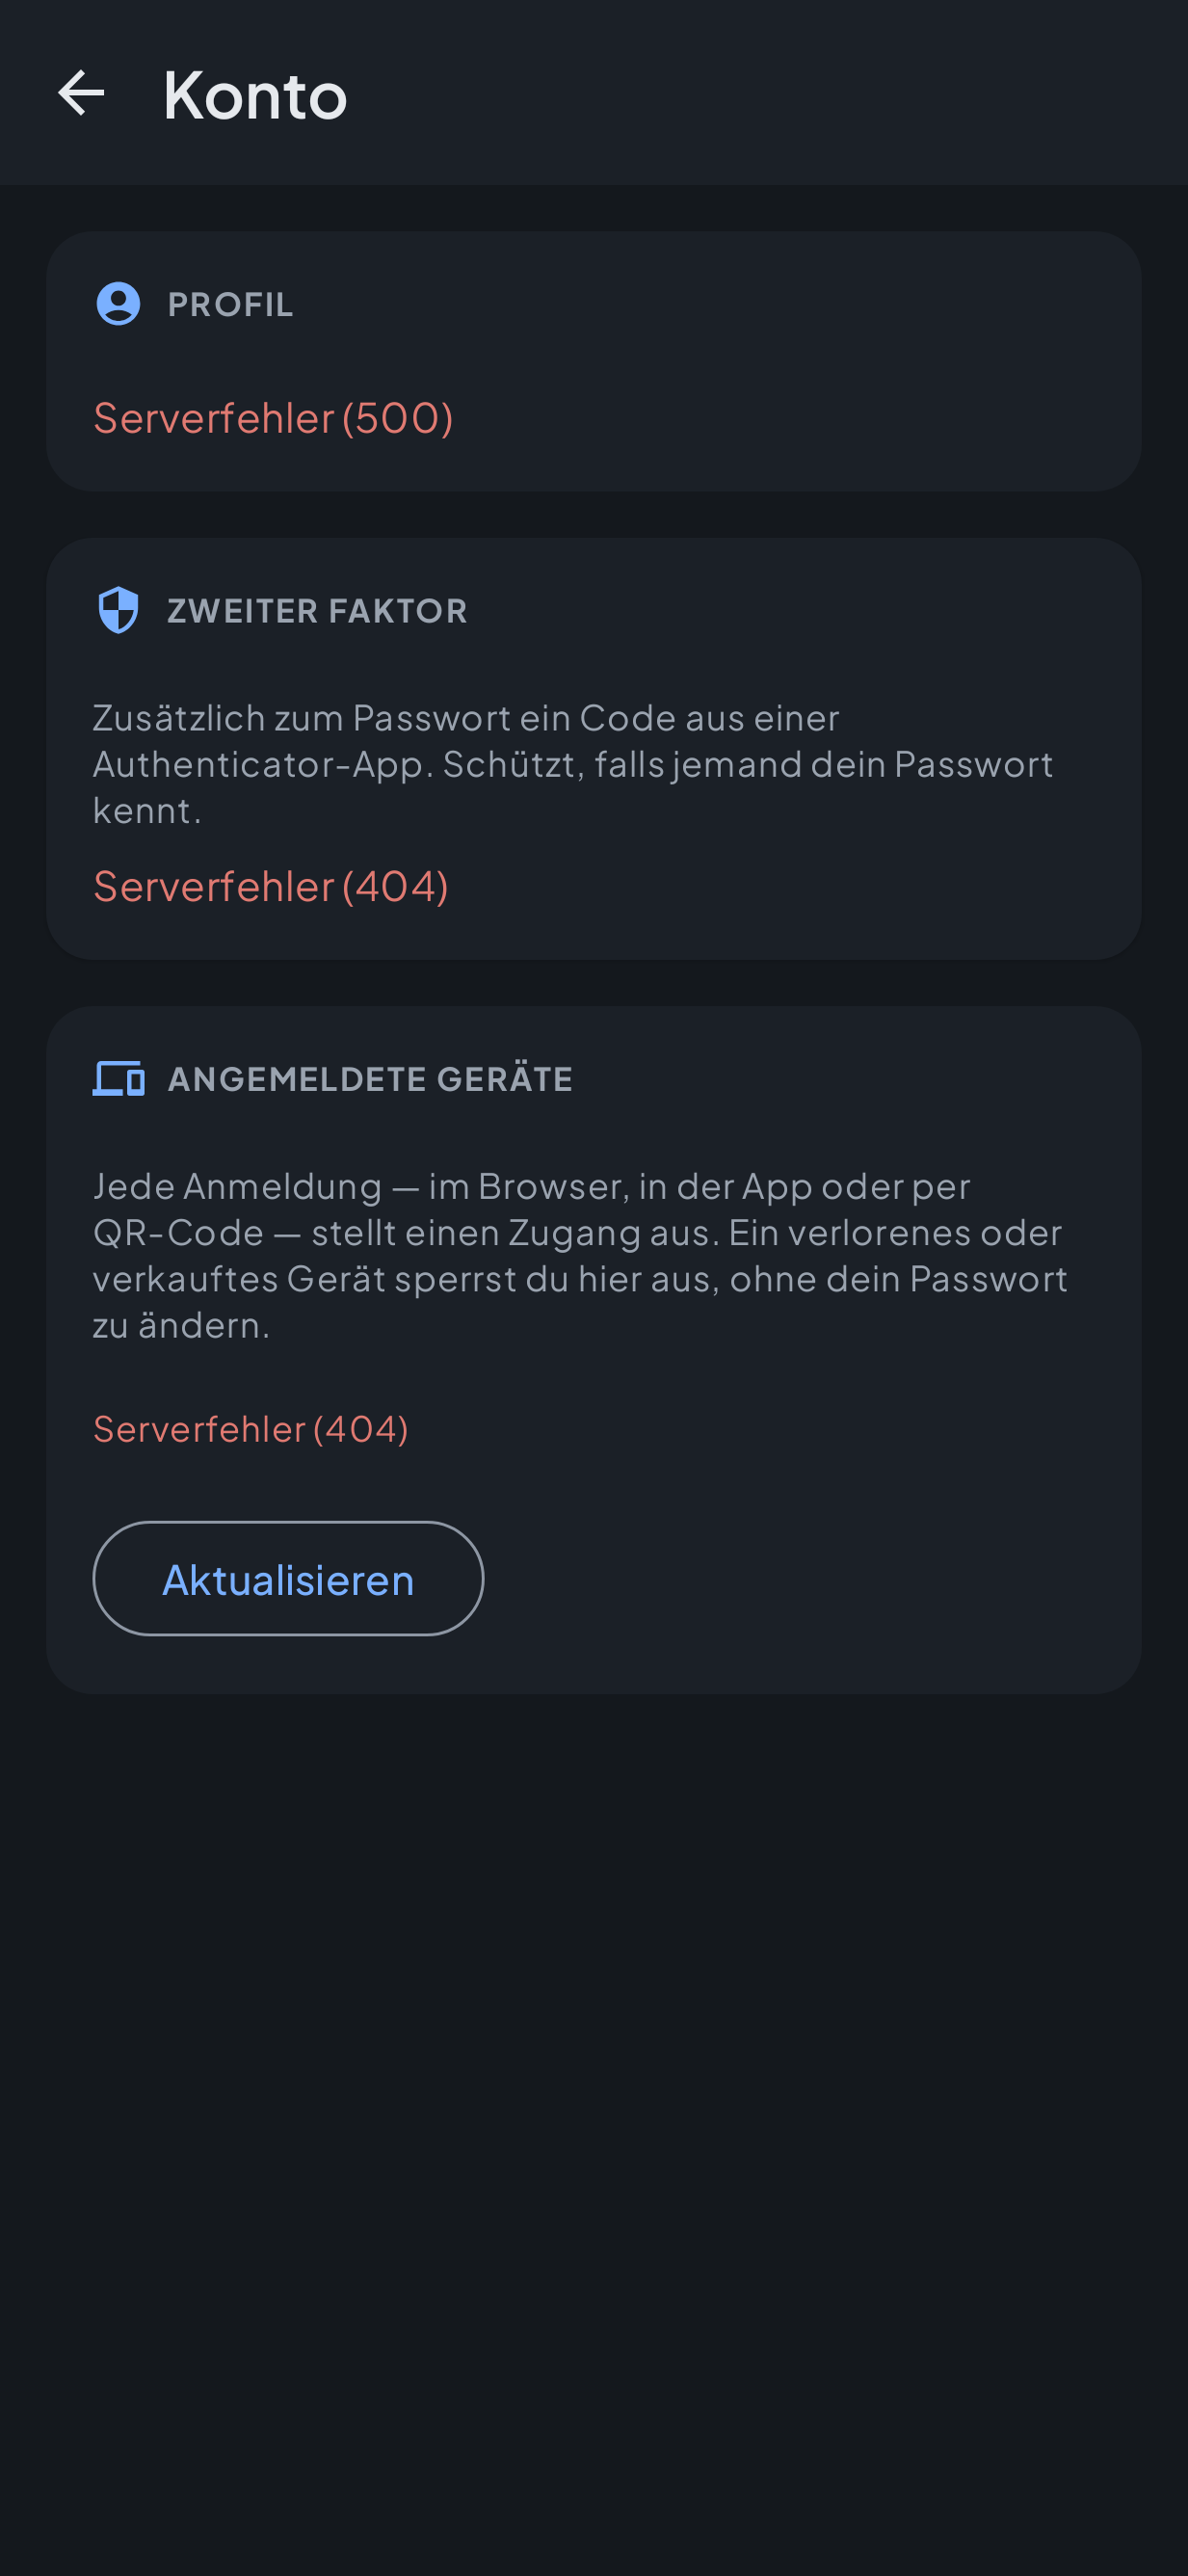 Konto
PROFIL
Serverfehler (500)
ZWEITER FAKTOR
Zusätzlich zum Passwort ein Code aus einer
Authenticator-App. Schützt, falls jemand dein Passwort
kennt.
Serverfehler (404)
ANGEMELDETE GERÄTE
Jede Anmeldung — im Browser, in der App oder per
QR-Code — stellt einen Zugang aus. Ein verlorenes oder
verkauftes Gerät sperrst du hier aus, ohne dein Passwort
zu ändern.
Serverfehler (404)
Aktualisieren